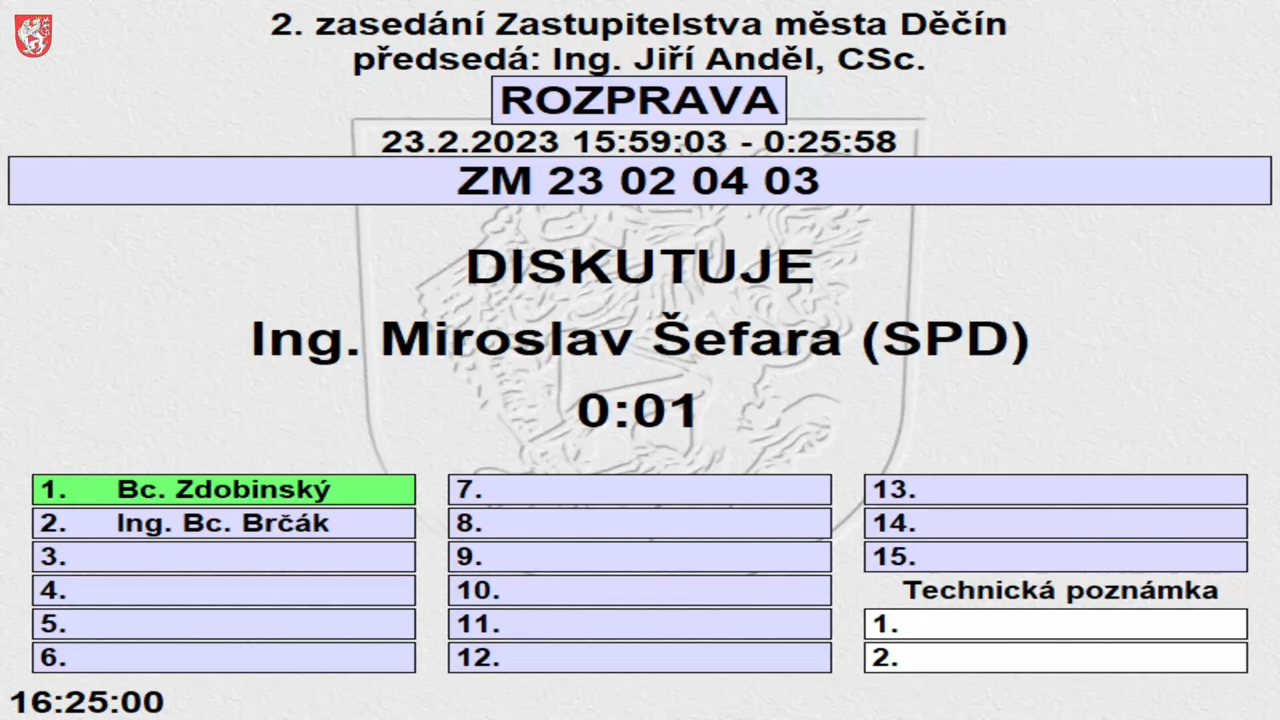 2. zasedání Zastupitelstva města Děčín
předsedá: Ing. Jiří Anděl, CSc.
ROZPRAVA
23.2.2023 15:59:03 - 0:25:58
ZM 23 02 04 03
DISKUTUJE
Ing. Miroslav Šefara (SPD)
0:01
1. Bc. Zdobinský
2. Ing. Bc. Brčák
3.
4.
5.
6.
7.
8.
9.
10.
11.
12.
13.
14.
15.
Technická poznámka
1.
2.
16:25:00